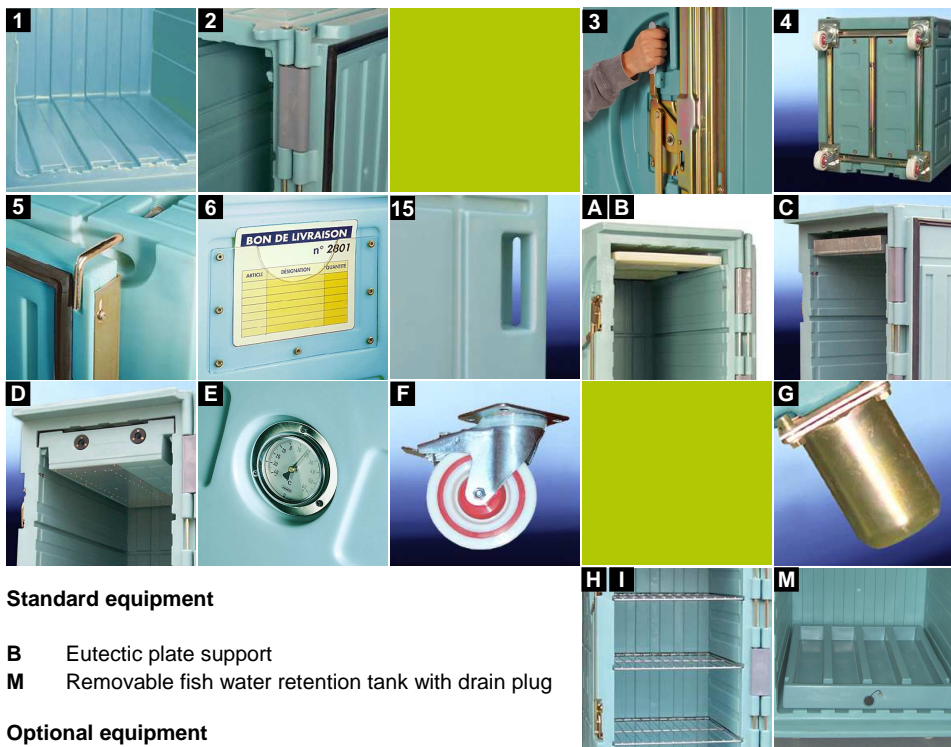 1
2
3
4
5
6
BON DE LIVRAISON
n° 2801
ARTICLE DÉSIGNATION QUANTITÉ
15
A B
C
D
E
F
G
H I
M
Standard equipment
B Eutectic plate support
M Removable fish water retention tank with drain plug
Optional equipment